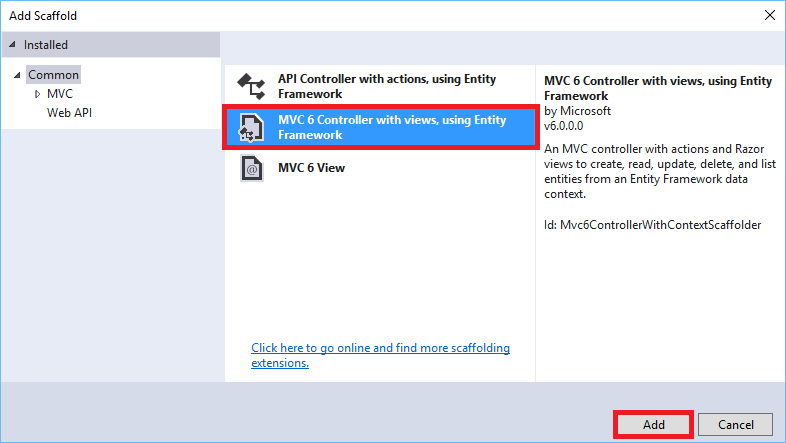 Add Scaffold
Installed
Common
MVC
Web API
API Controller with actions, using Entity
Framework
MVC 6 Controller with views, using Entity
Framework
MVC 6 View
Click here to go online and find more scaffolding
extensions.
MVC 6 Controller with views, using Entity
Framework
by Microsoft
v6.0.0.0
An MVC controller with actions and Razor
views to create, read, update, delete, and list
entities from an Entity Framework data
context.
Id: Mvc6ControllerWithContextScaffolder
Add
Cancel